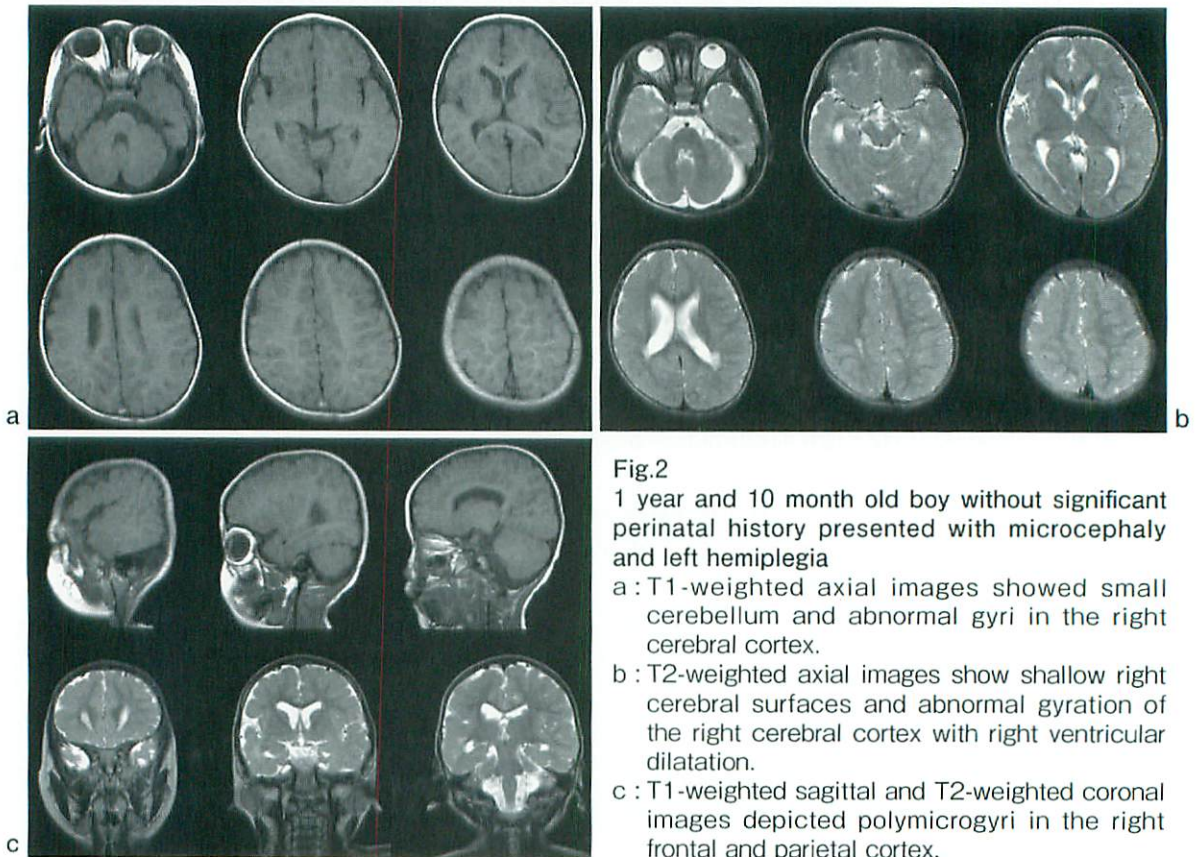 a
b
c
Fig.2
1 year and 10 month old boy without significant
perinatal history presented with microcephaly
and left hemiplegia
a : T1-weighted axial images showed small
cerebellum and abnormal gyri in the right
cerebral cortex.
b : T2-weighted axial images show shallow right
cerebral surfaces and abnormal gyration of
the right cerebral cortex with right ventricular
dilatation.
c : T1-weighted sagittal and T2-weighted coronal
images depicted polymicrogyri in the right
frontal and parietal cortex.